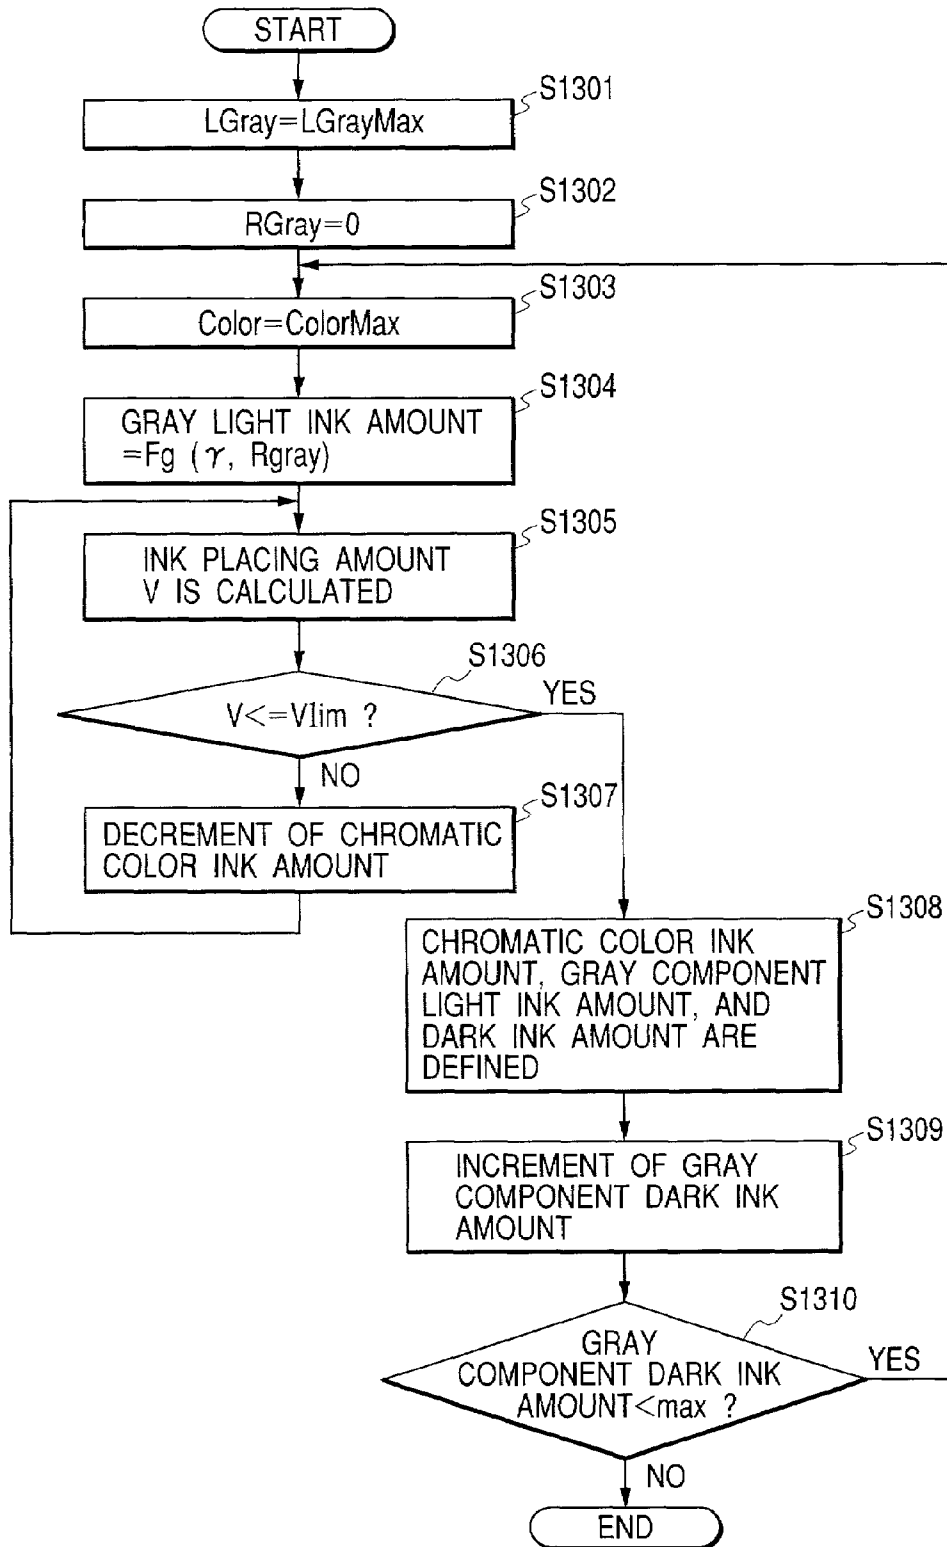 START
S1301
LGray=LGrayMax
S1302
RGray=0
S1303
Color=ColorMax
S1304
GRAY LIGHT INK AMOUNT
=Fg (γ, Rgray)
S1305
INK PLACING AMOUNT
V IS CALCULATED
S1306
V<=Vlim ?
YES
NO
S1307
DECREMENT OF CHROMATIC
COLOR INK AMOUNT
S1308
CHROMATIC COLOR INK
AMOUNT, GRAY COMPONENT
LIGHT INK AMOUNT, AND
DARK INK AMOUNT ARE
DEFINED
S1309
INCREMENT OF GRAY
COMPONENT DARK INK
AMOUNT
S1310
GRAY
COMPONENT DARK INK
AMOUNT<max ?
YES
NO
END